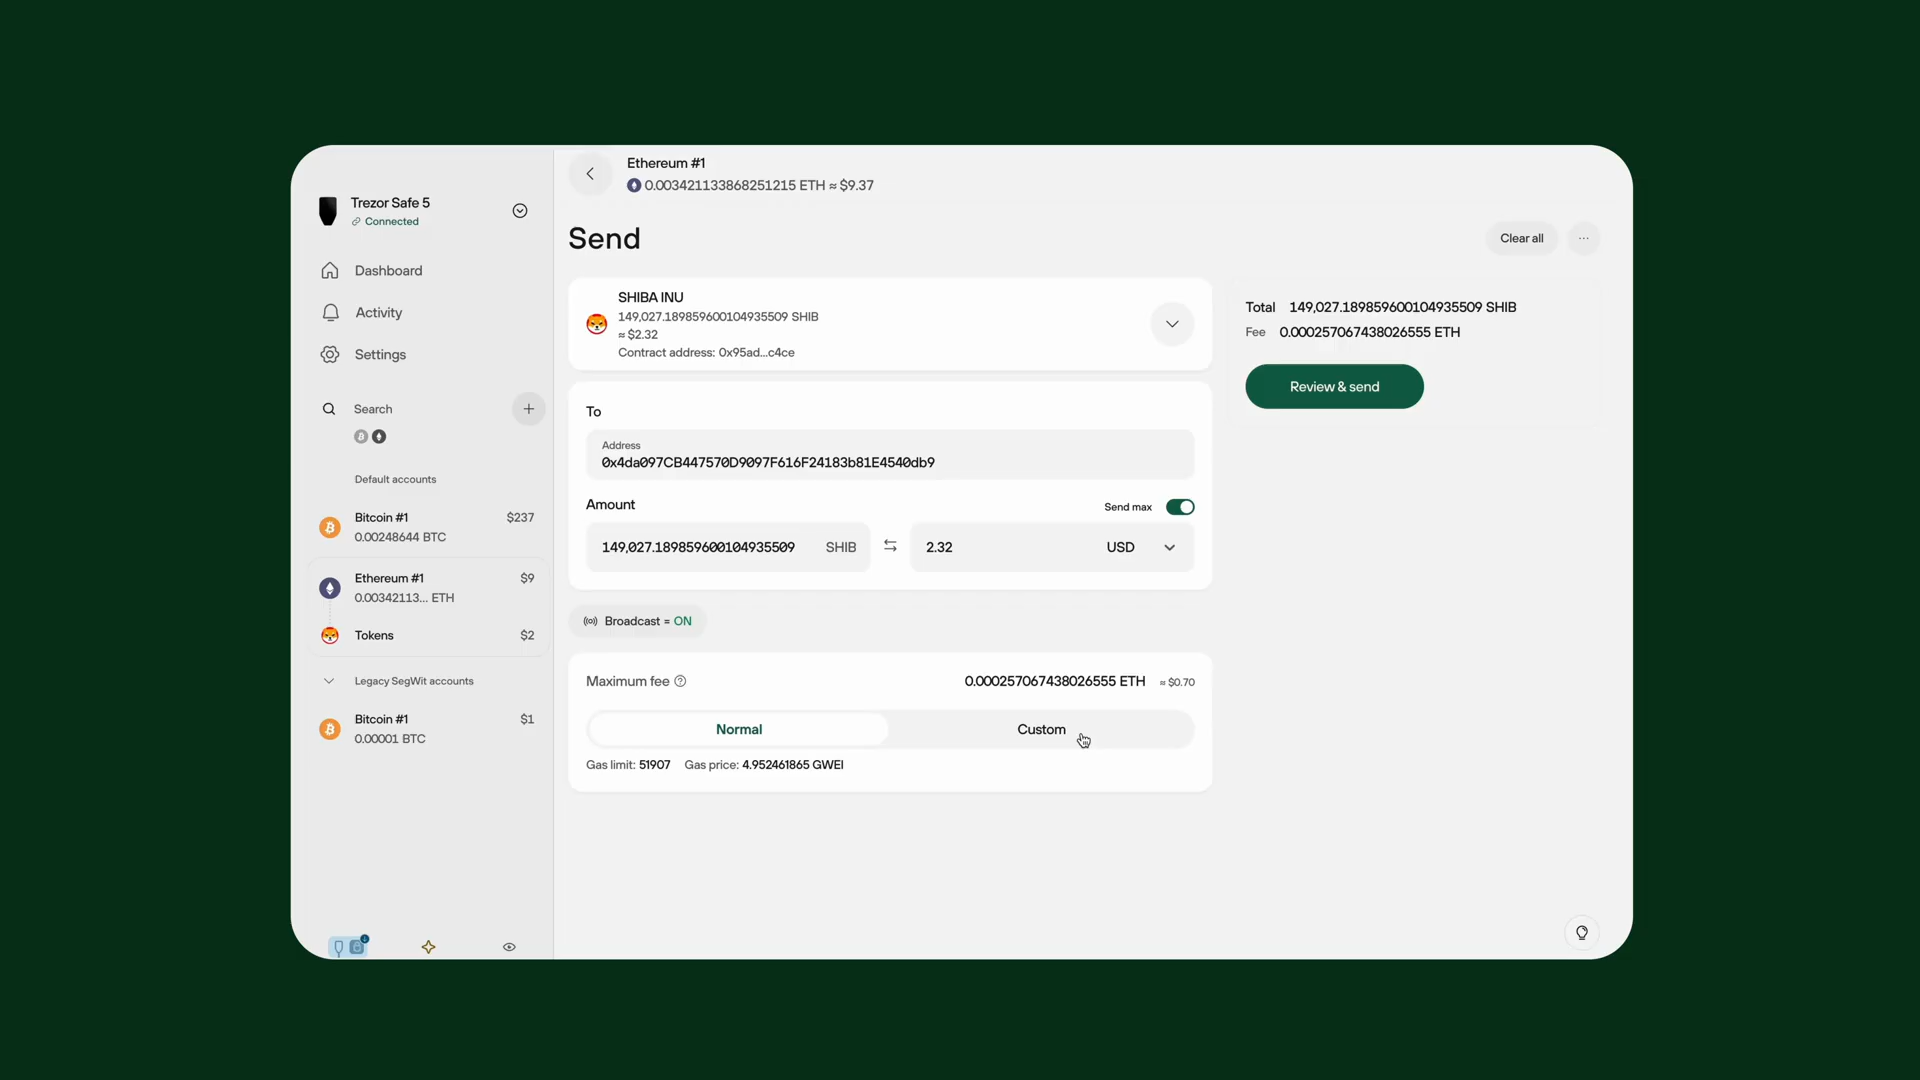 Trezor Safe 5
Connected
Dashboard
Activity
Settings
Search
Default accounts
Bitcoin #1 $237
0.00248644 BTC
Ethereum #1 $9
0.00342113... ETH
Tokens $2
Legacy SegWit accounts
Bitcoin #1 $1
0.00001 BTC
Ethereum #1
0.003421133868251215 ETH ≈ $9.37
Send
Clear all
...
SHIBA INU
149,027.189859600104935509 SHIB
≈ $2.32
Contract address: 0x95ad...c4ce
To
Address
0x4da097CB447570D9097F616F24183b81E4540db9
Amount Send max
149,027.189859600104935509 SHIB 2.32 USD
Broadcast = ON
Maximum fee 0.000257067438026555 ETH ≈ $0.70
Normal Custom
Gas limit: 51907 Gas price: 4.952461865 GWEI
Total 149,027.189859600104935509 SHIB
Fee 0.000257067438026555 ETH
Review & send